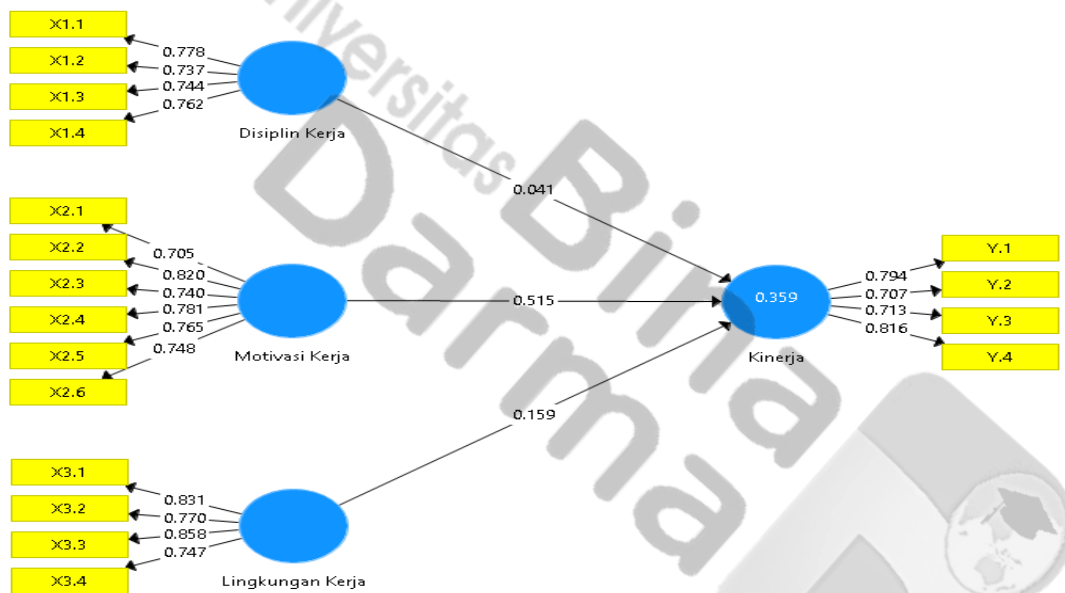 X1.1
X1.2
X1.3
X1.4
0.778
0.737
0.744
0.762
Disiplin Kerja
0.041
X2.1
X2.2
X2.3
X2.4
X2.5
X2.6
0.705
0.820
0.740
0.781
0.765
0.748
Motivasi Kerja
0.515
X3.1
X3.2
X3.3
X3.4
0.831
0.770
0.858
0.747
Lingkungan Kerja
0.159
0.359
Kinerja
0.794
0.707
0.713
0.816
Y.1
Y.2
Y.3
Y.4
Universitas
Bina
Darma